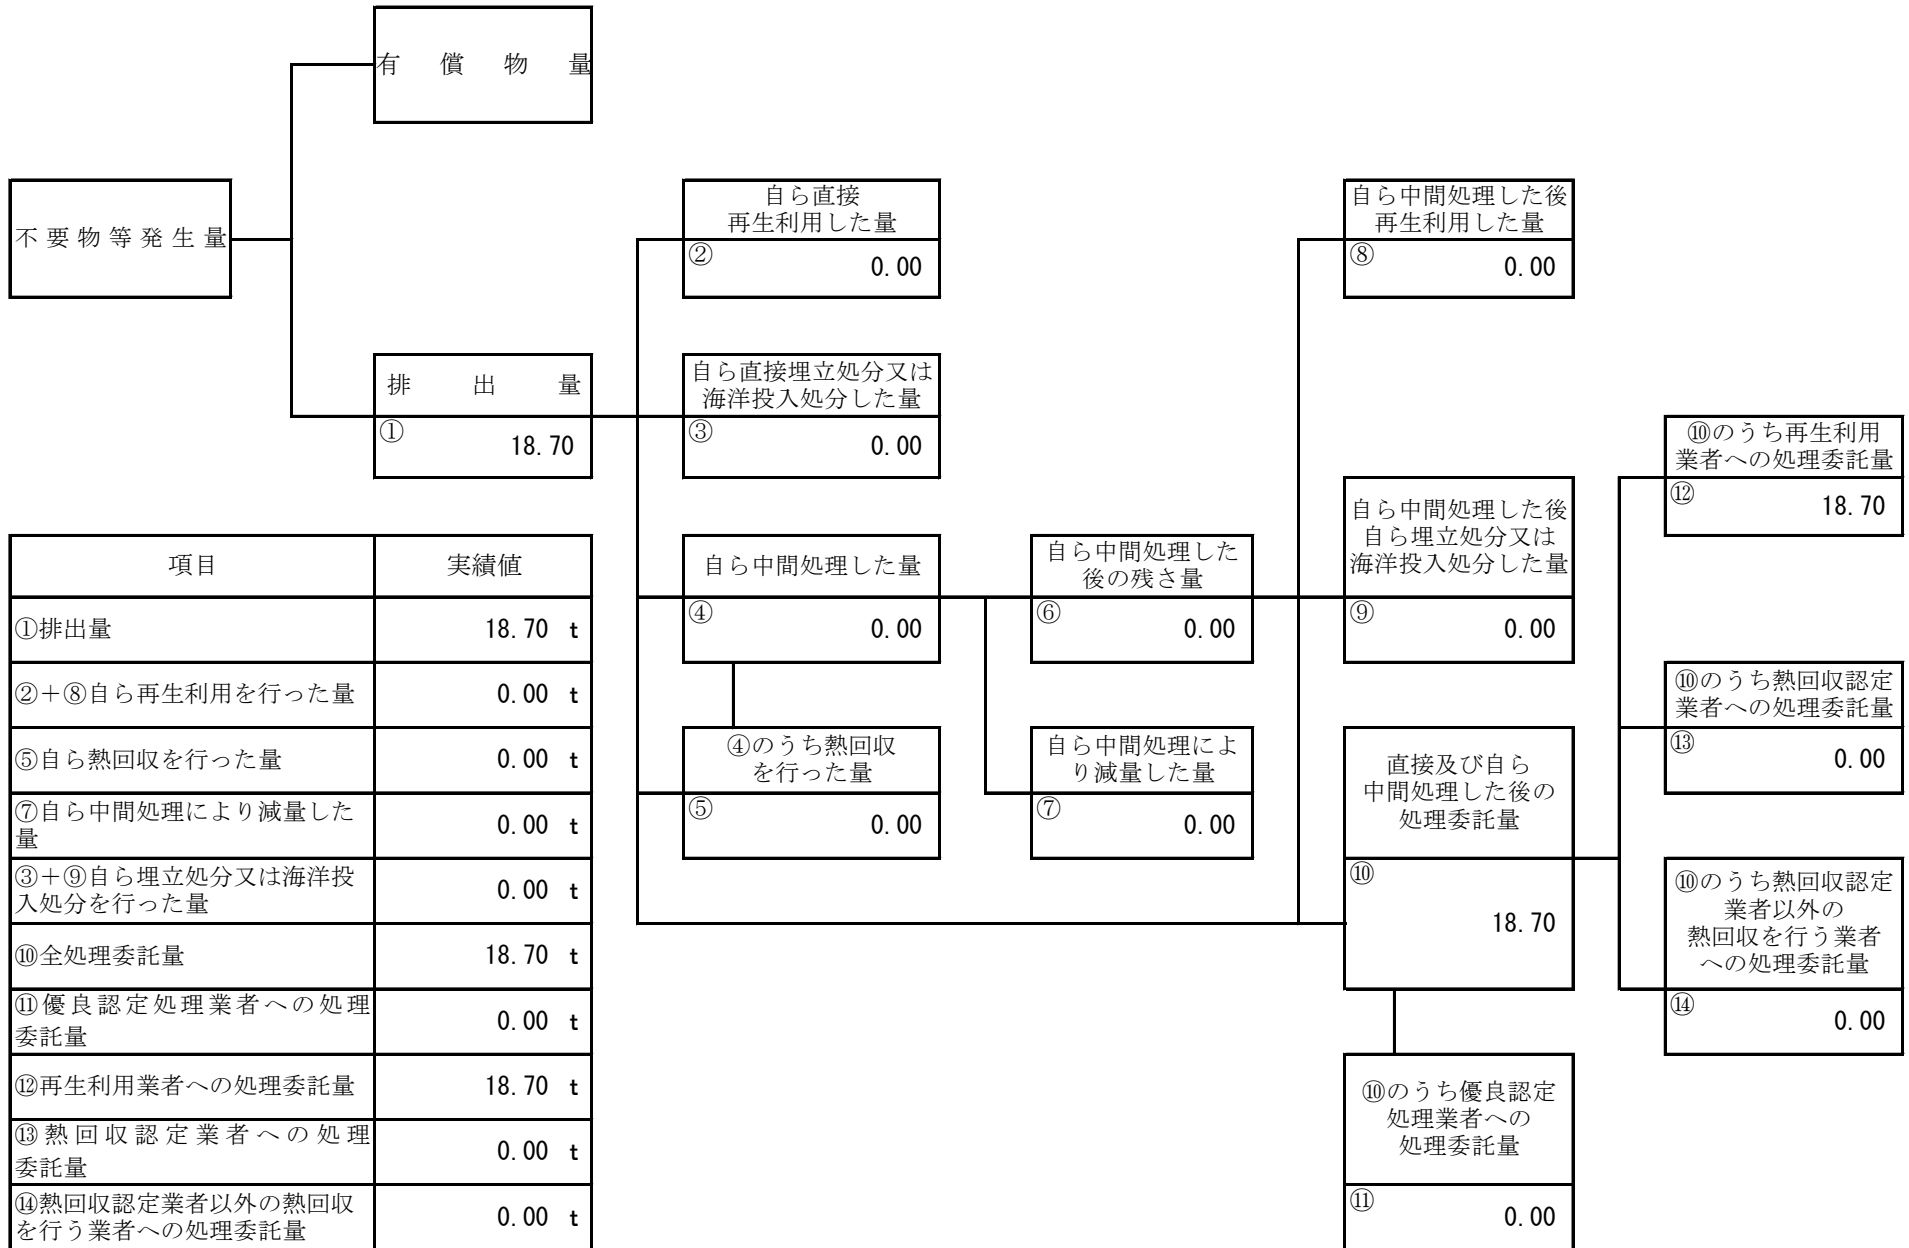 有償物量
不要物等発生量
自ら直接
再生利用した量
② 0.00
自ら中間処理した後
再生利用した量
⑧ 0.00
排出量
① 18.70
自ら直接埋立処分又は
海洋投入処分した量
③ 0.00
⑩のうち再生利用
業者への処理委託量
⑫ 18.70
自ら中間処理した量
④ 0.00
自ら中間処理した
後の残さ量
⑥ 0.00
自ら中間処理した後
自ら埋立処分又は
海洋投入処分した量
⑨ 0.00
④のうち熱回収
を行った量
⑤ 0.00
自ら中間処理によ
り減量した量
⑦ 0.00
直接及び自ら
中間処理した後の
処理委託量
⑩ 18.70
⑩のうち熱回収認定
業者への処理委託量
⑬ 0.00
⑩のうち熱回収認定
業者以外の
熱回収を行う業者
への処理委託量
⑭ 0.00
⑩のうち優良認定
処理業者への
処理委託量
⑪ 0.00
項目 実績値
①排出量 18.70 t
②＋⑧自ら再生利用を行った量 0.00 t
⑤自ら熱回収を行った量 0.00 t
⑦自ら中間処理により減量した
量 0.00 t
③＋⑨自ら埋立処分又は海洋投
入処分を行った量 0.00 t
⑩全処理委託量 18.70 t
⑪優良認定処理業者への処理
委託量 0.00 t
⑫再生利用業者への処理委託量 18.70 t
⑬熱回収認定業者への処理
委託量 0.00 t
⑭熱回収認定業者以外の熱回収
を行う業者への処理委託量 0.00 t